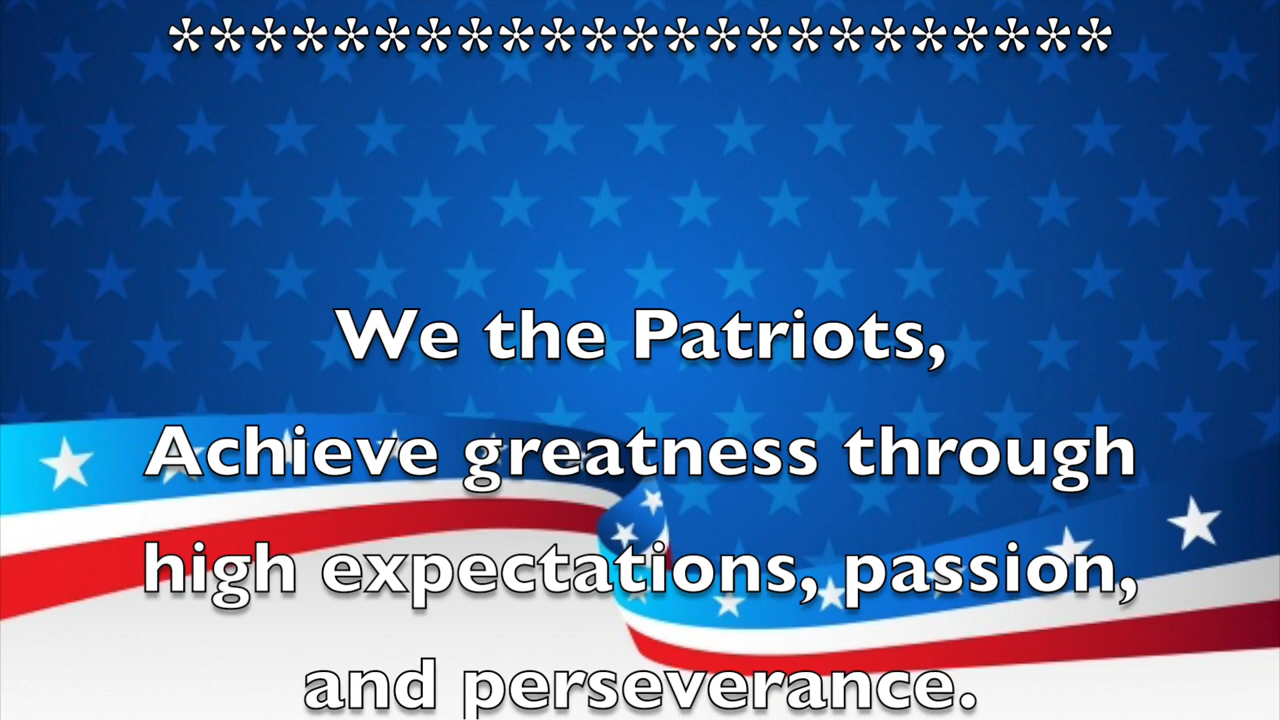 ***********************
We the Patriots,
Achieve greatness through
high expectations, passion,
and perseverance.